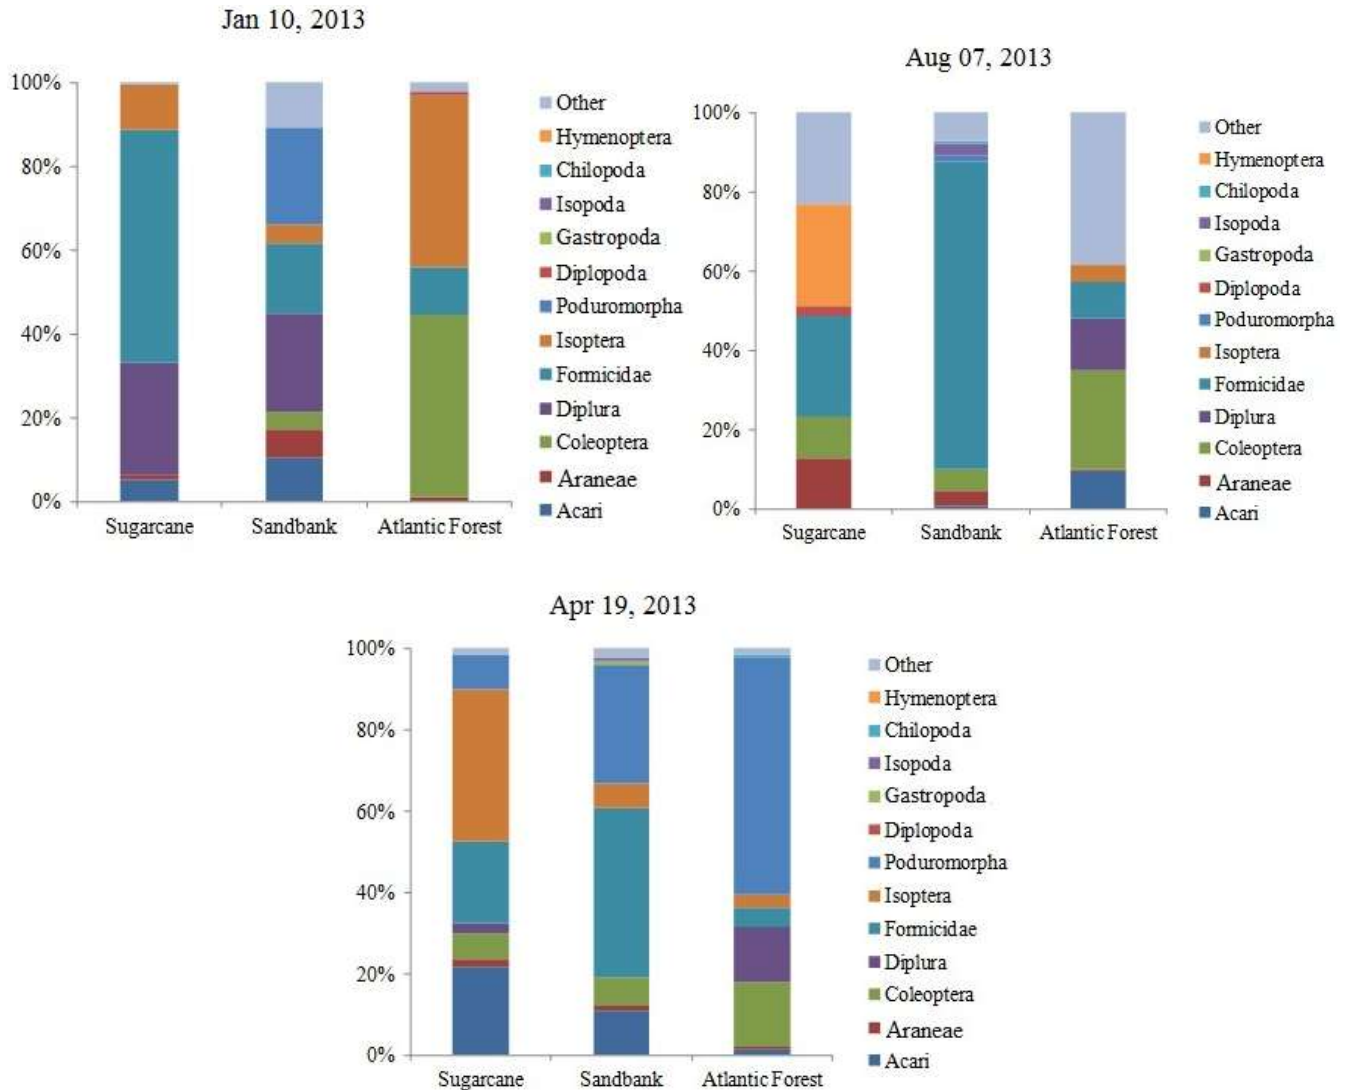 Jan 10, 2013
100%
80%
60%
40%
20%
0%
Sugarcane Sandbank Atlantic Forest
Other
Hymenoptera
Chilopoda
Isopoda
Gastropoda
Diplopoda
Poduromorpha
Isoptera
Formicidae
Diplura
Coleoptera
Araneae
Acari
Aug 07, 2013
100%
80%
60%
40%
20%
0%
Sugarcane Sandbank Atlantic Forest
Other
Hymenoptera
Chilopoda
Isopoda
Gastropoda
Diplopoda
Poduromorpha
Isoptera
Formicidae
Diplura
Coleoptera
Araneae
Acari
Apr 19, 2013
100%
80%
60%
40%
20%
0%
Sugarcane Sandbank Atlantic Forest
Other
Hymenoptera
Chilopoda
Isopoda
Gastropoda
Diplopoda
Poduromorpha
Isoptera
Formicidae
Diplura
Coleoptera
Araneae
Acari